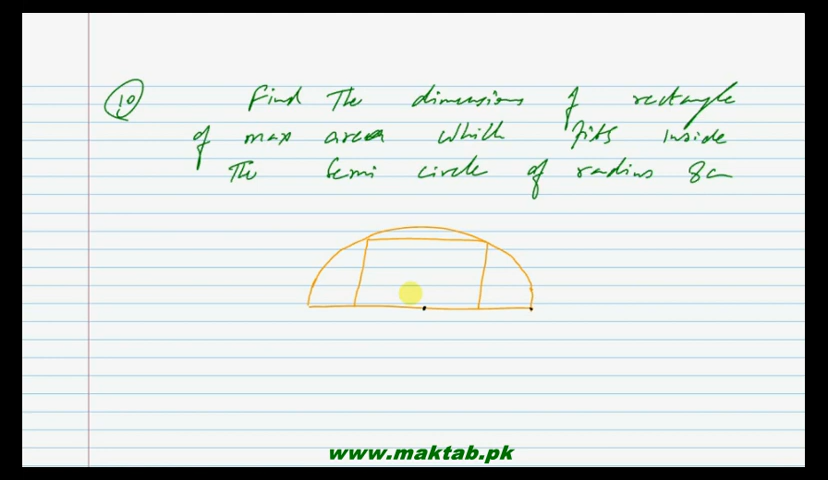 10 Find The dimensions of rectangle
of max area which fits inside
The semi circle of radius 8cm
www.maktab.pk